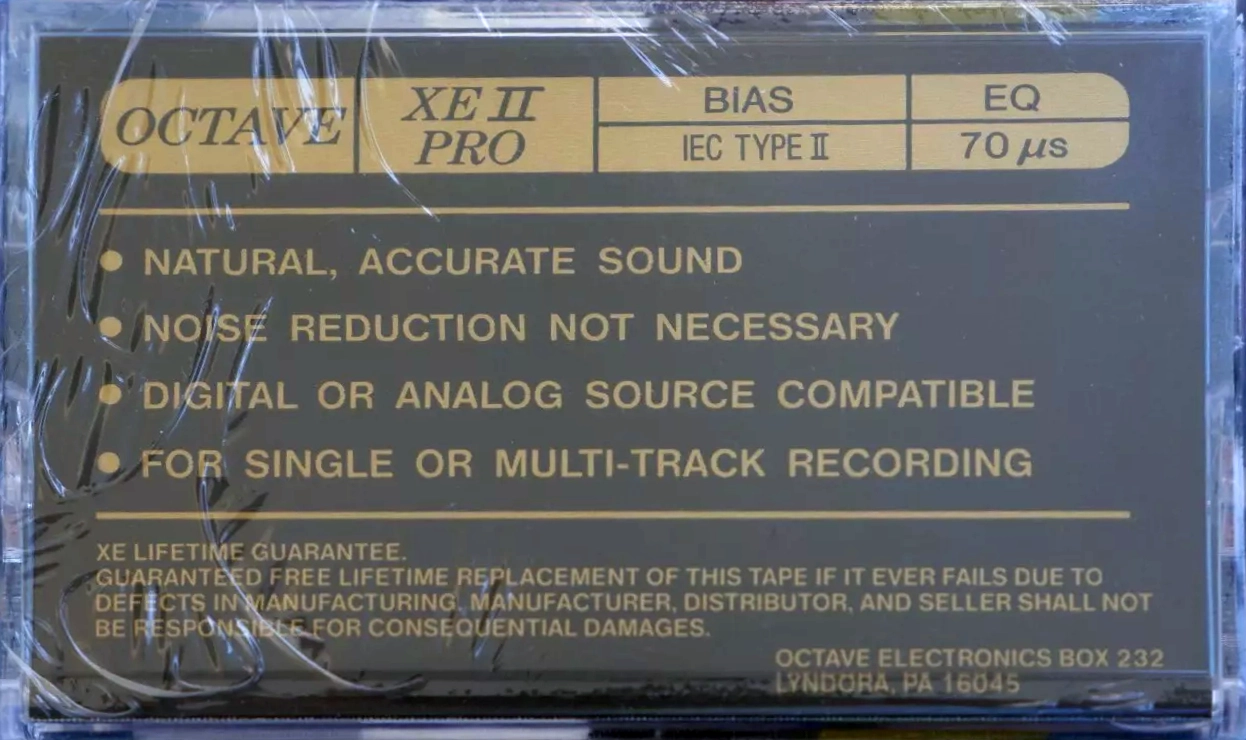 OCTAVE
XE II
PRO
BIAS
IEC TYPE II
EQ
70 µs
• NATURAL, ACCURATE SOUND
• NOISE REDUCTION NOT NECESSARY
• DIGITAL OR ANALOG SOURCE COMPATIBLE
• FOR SINGLE OR MULTI-TRACK RECORDING
XE LIFETIME GUARANTEE.
GUARANTEED FREE LIFETIME REPLACEMENT OF THIS TAPE IF IT EVER FAILS DUE TO
DEFECTS IN MANUFACTURING. MANUFACTURER, DISTRIBUTOR, AND SELLER SHALL NOT
BE RESPONSIBLE FOR CONSEQUENTIAL DAMAGES.
OCTAVE ELECTRONICS BOX 232
LYNDORA, PA 16045